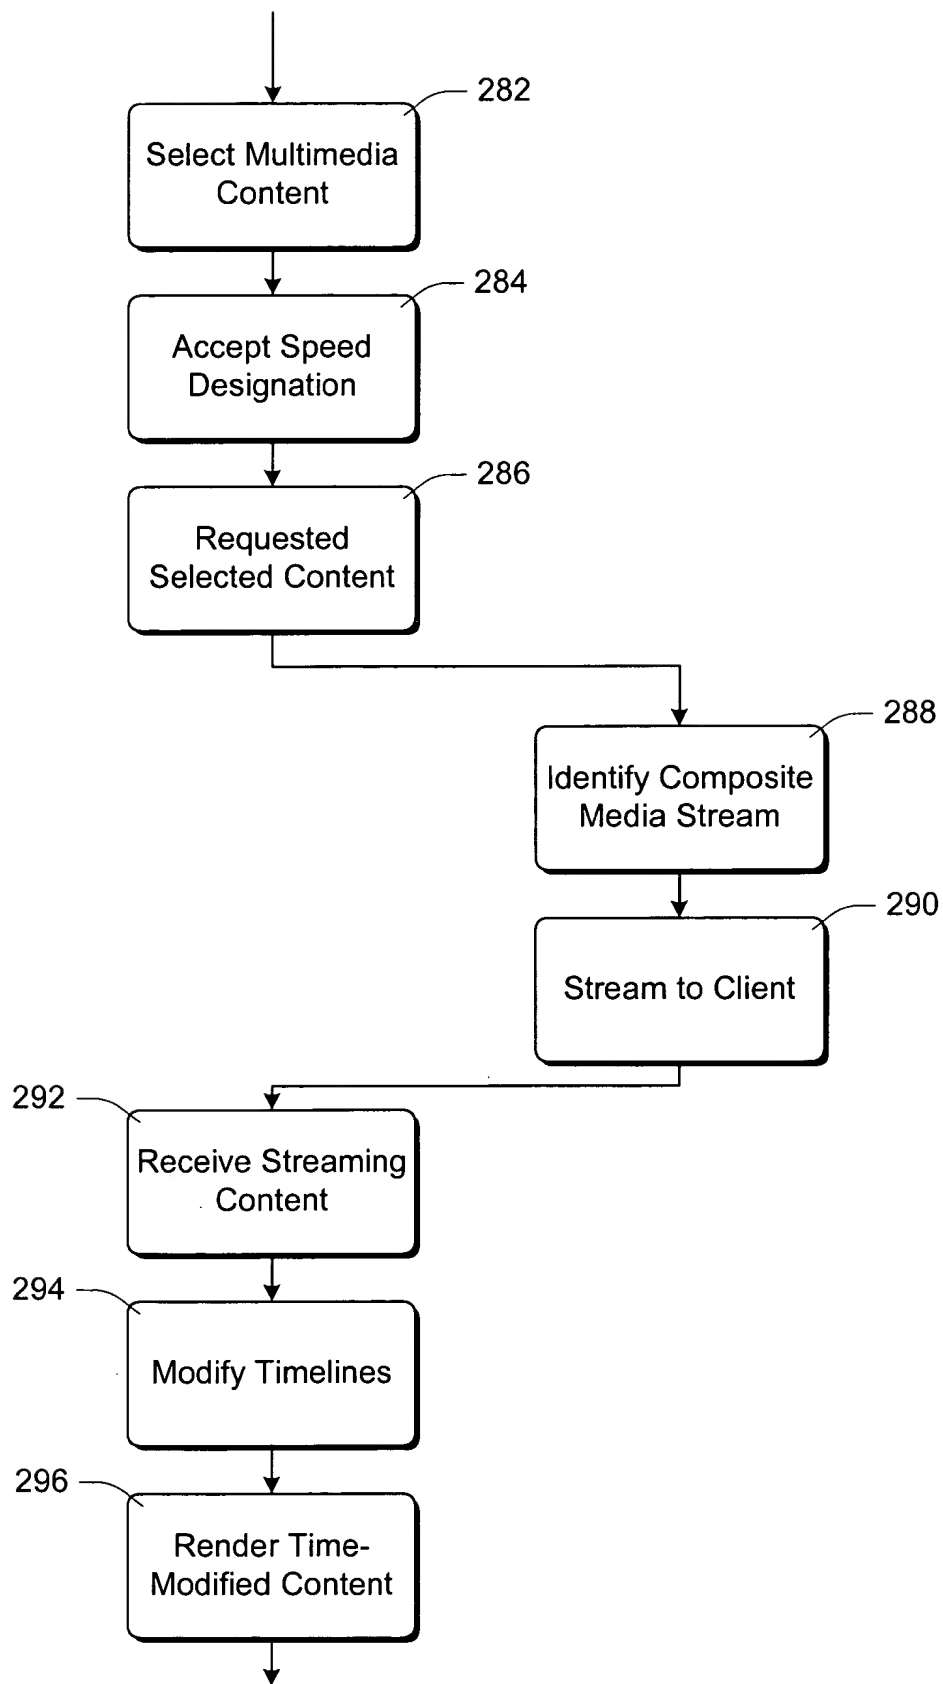 282
Select Multimedia
Content
284
Accept Speed
Designation
286
Requested
Selected Content
288
Identify Composite
Media Stream
290
Stream to Client
292
Receive Streaming
Content
294
Modify Timelines
296
Render Time-
Modified Content